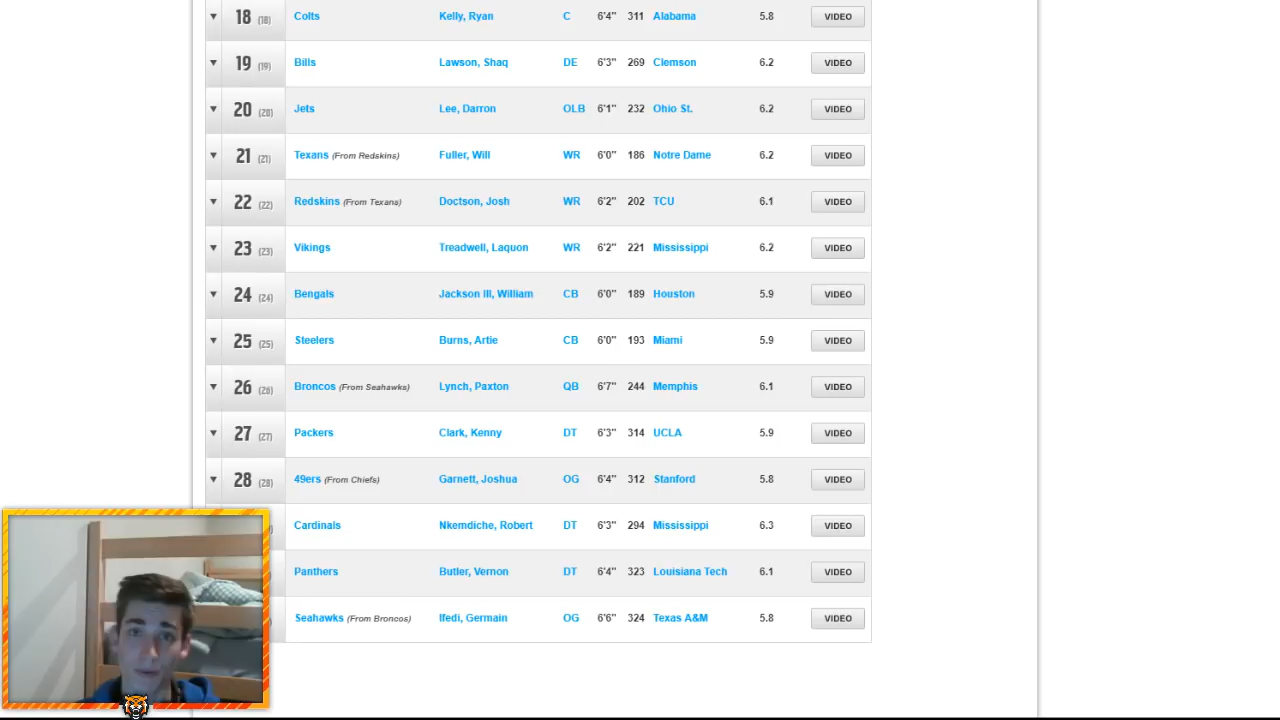 18 (18) Colts Kelly, Ryan C 6'4" 311 Alabama 5.8 VIDEO
19 (19) Bills Lawson, Shaq DE 6'3" 269 Clemson 6.2 VIDEO
20 (20) Jets Lee, Darron OLB 6'1" 232 Ohio St. 6.2 VIDEO
21 (21) Texans (From Redskins) Fuller, Will WR 6'0" 186 Notre Dame 6.2 VIDEO
22 (22) Redskins (From Texans) Doctson, Josh WR 6'2" 202 TCU 6.1 VIDEO
23 (23) Vikings Treadwell, Laquon WR 6'2" 221 Mississippi 6.2 VIDEO
24 (24) Bengals Jackson III, William CB 6'0" 189 Houston 5.9 VIDEO
25 (25) Steelers Burns, Artie CB 6'0" 193 Miami 5.9 VIDEO
26 (26) Broncos (From Seahawks) Lynch, Paxton QB 6'7" 244 Memphis 6.1 VIDEO
27 (27) Packers Clark, Kenny DT 6'3" 314 UCLA 5.9 VIDEO
28 (28) 49ers (From Chiefs) Garnett, Joshua OG 6'4" 312 Stanford 5.8 VIDEO
Cardinals Nkemdiche, Robert DT 6'3" 294 Mississippi 6.3 VIDEO
Panthers Butler, Vernon DT 6'4" 323 Louisiana Tech 6.1 VIDEO
Seahawks (From Broncos) Ifedi, Germain OG 6'6" 324 Texas A&M 5.8 VIDEO